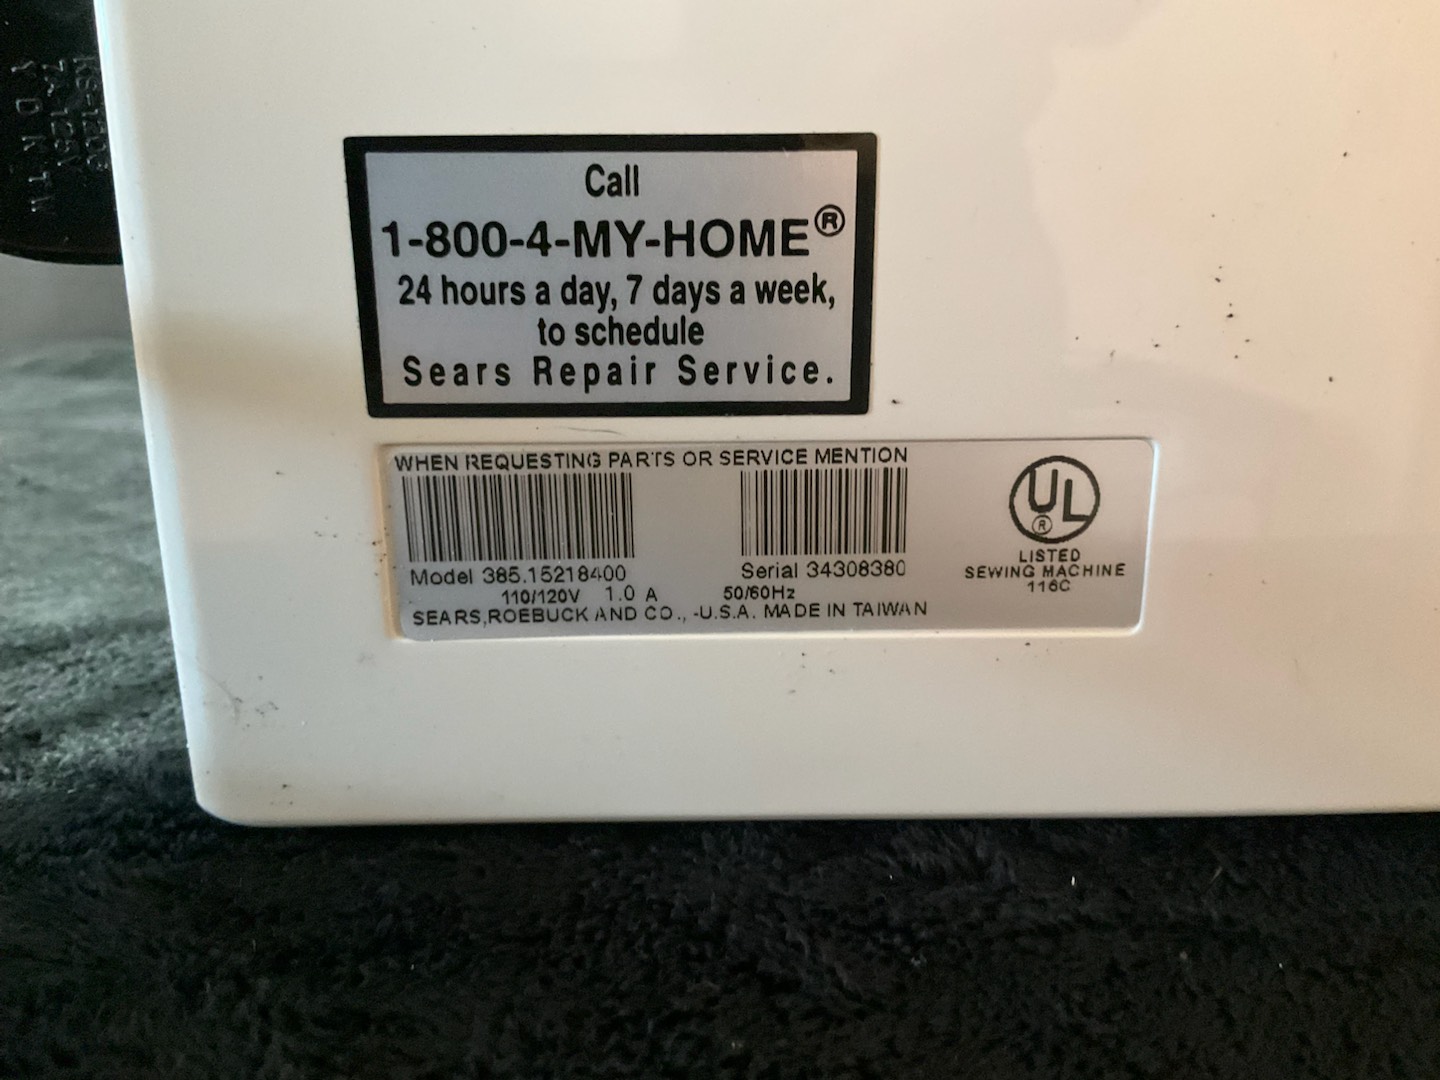 Call
1-800-4-MY-HOME®
24 hours a day, 7 days a week,
to schedule
Sears Repair Service.
WHEN REQUESTING PARTS OR SERVICE MENTION
Model 385.15218400
Serial 34308380
110/120V 1.0 A 50/60Hz
SEARS,ROEBUCK AND CO., -U.S.A. MADE IN TAIWAN
UL
®
LISTED
SEWING MACHINE
116C